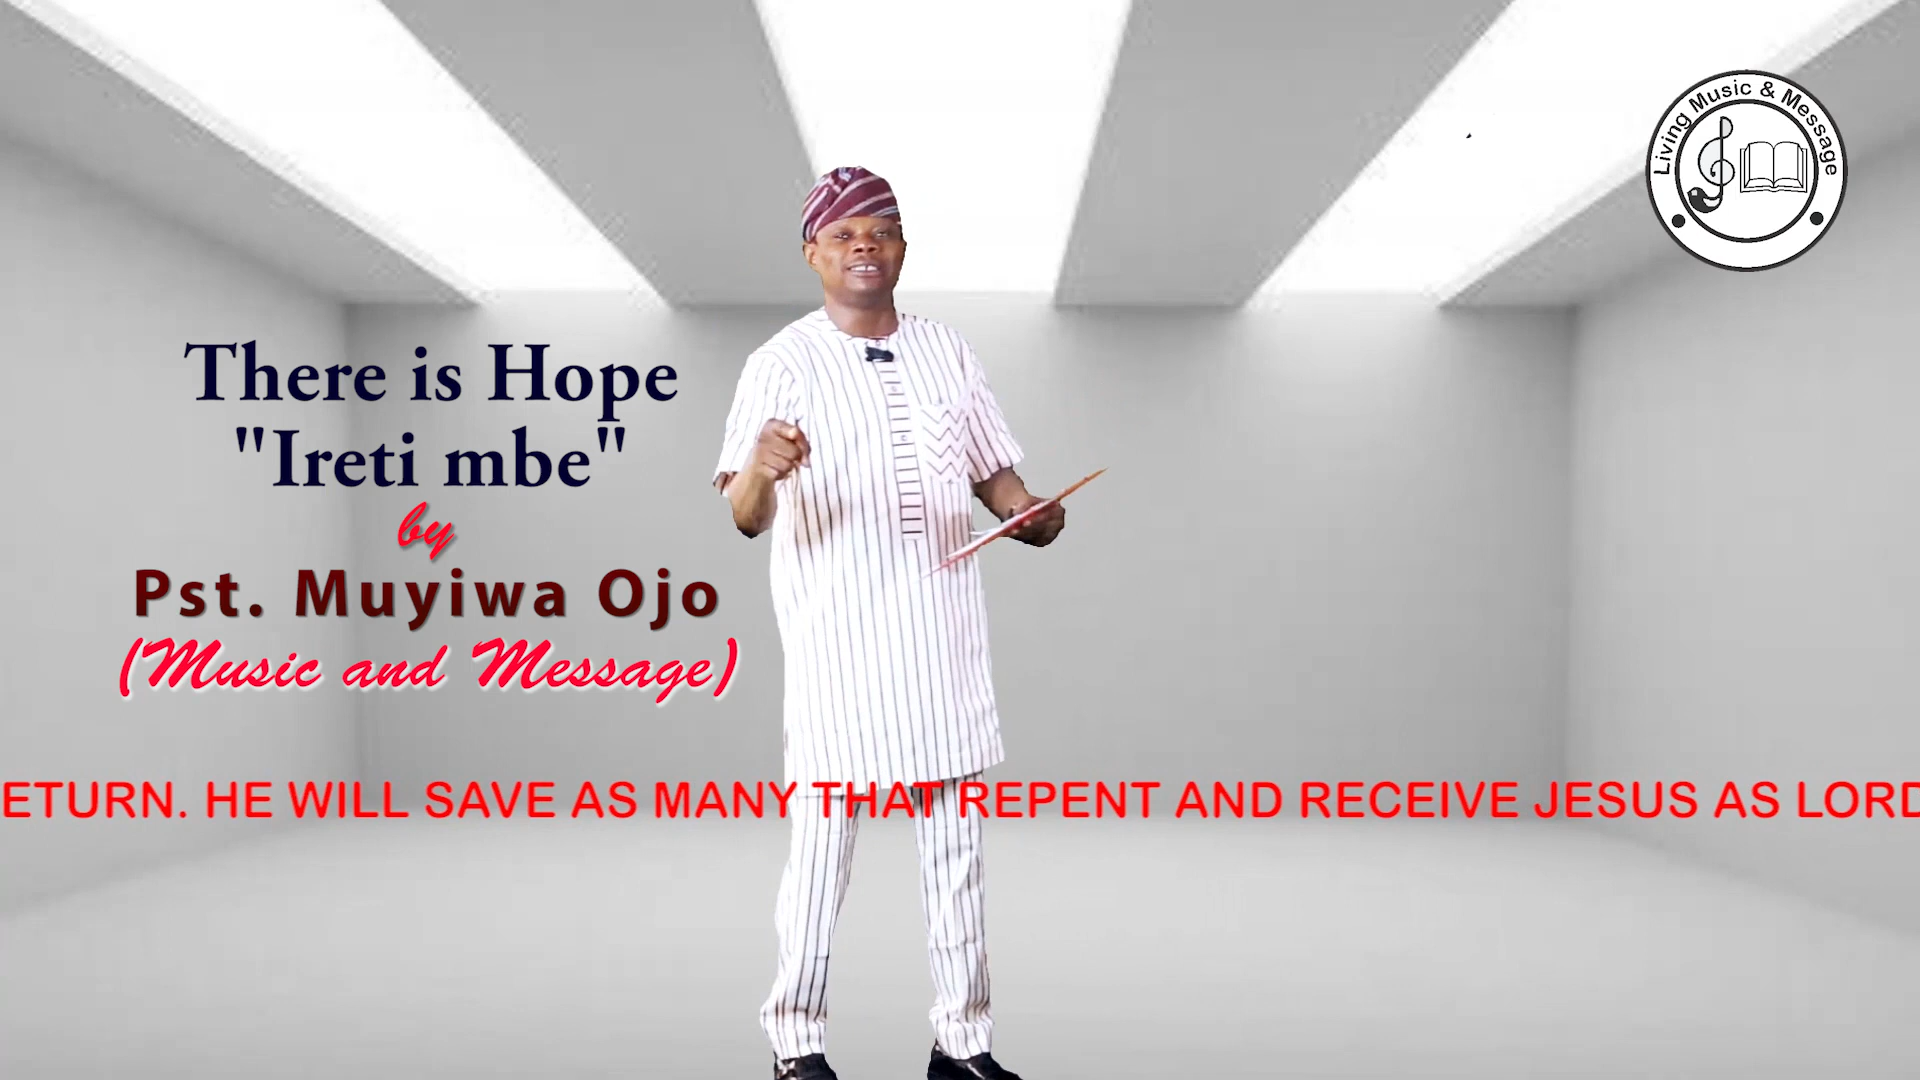 Living Music & Message
There is Hope
"Ireti mbe"
by
Pst. Muyiwa Ojo
(Music and Message)
ETURN. HE WILL SAVE AS MANY THAT REPENT AND RECEIVE JESUS AS LORD